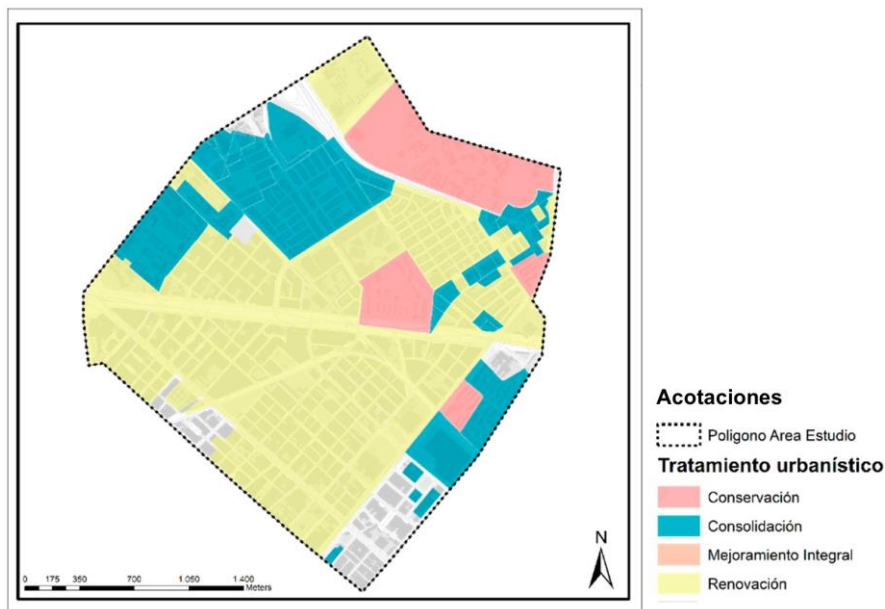 Acotaciones
Poligono Area Estudio
Tratamiento urbanístico
Conservación
Consolidación
Mejoramiento Integral
Renovación
N
0 175 350 700 1.050 1.400
Meters